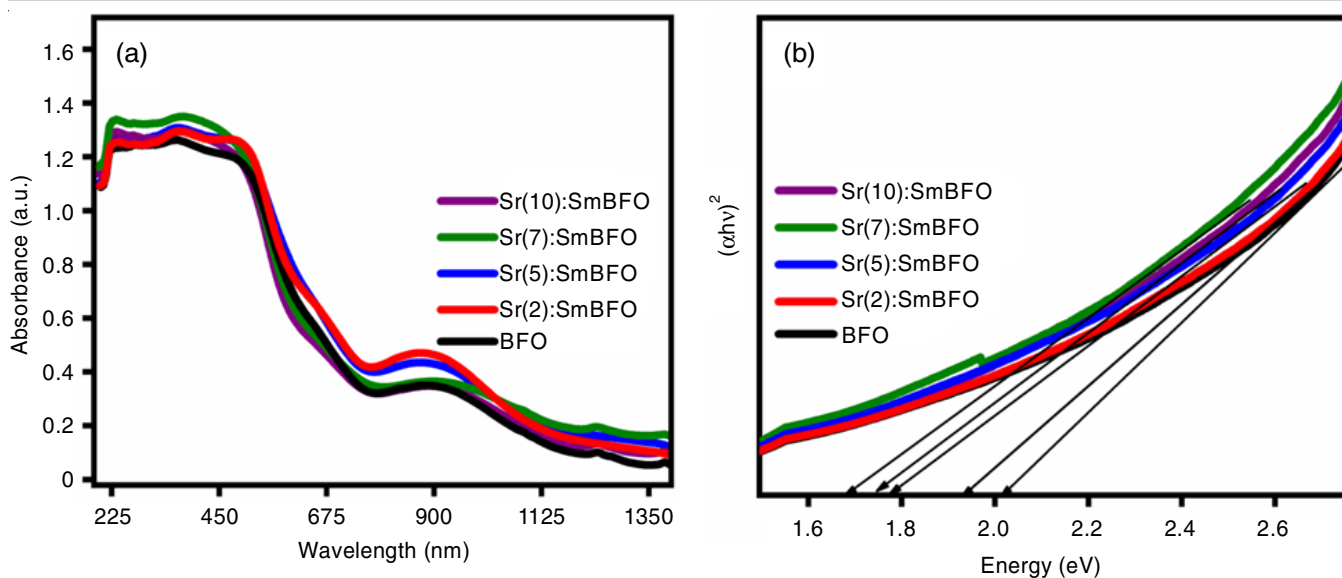 (a)
1.6
1.4
1.2
1.0
0.8
0.6
0.4
0.2
0
Absorbance (a.u.)
Sr(10):SmBFO
Sr(7):SmBFO
Sr(5):SmBFO
Sr(2):SmBFO
BFO
225 450 675 900 1125 1350
Wavelength (nm)
(b)
(αhν)²
Sr(10):SmBFO
Sr(7):SmBFO
Sr(5):SmBFO
Sr(2):SmBFO
BFO
1.6 1.8 2.0 2.2 2.4 2.6
Energy (eV)